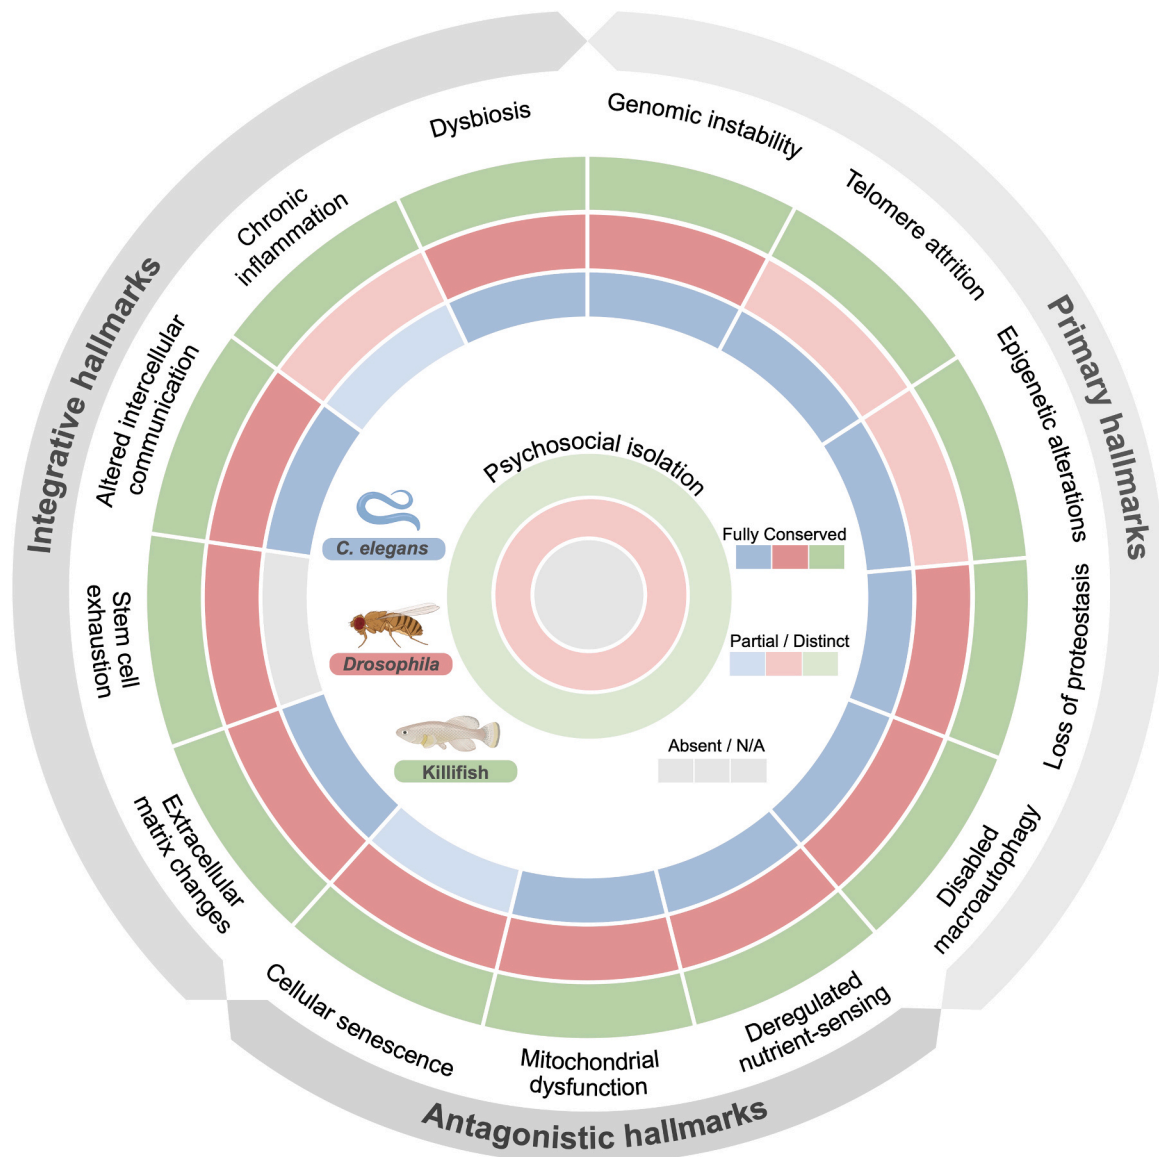 Dysbiosis
Genomic instability
Telomere attrition
Epigenetic alterations
Loss of proteostasis
Disabled
macroautophagy
Deregulated
nutrient-sensing
Mitochondrial
dysfunction
Cellular senescence
Extracellular
matrix changes
Stem cell
exhaustion
Altered intercellular
communication
Chronic
inflammation
Integrative hallmarks
Primary hallmarks
Antagonistic hallmarks
Psychosocial isolation
C. elegans
Drosophila
Killifish
Fully Conserved
Partial / Distinct
Absent / N/A